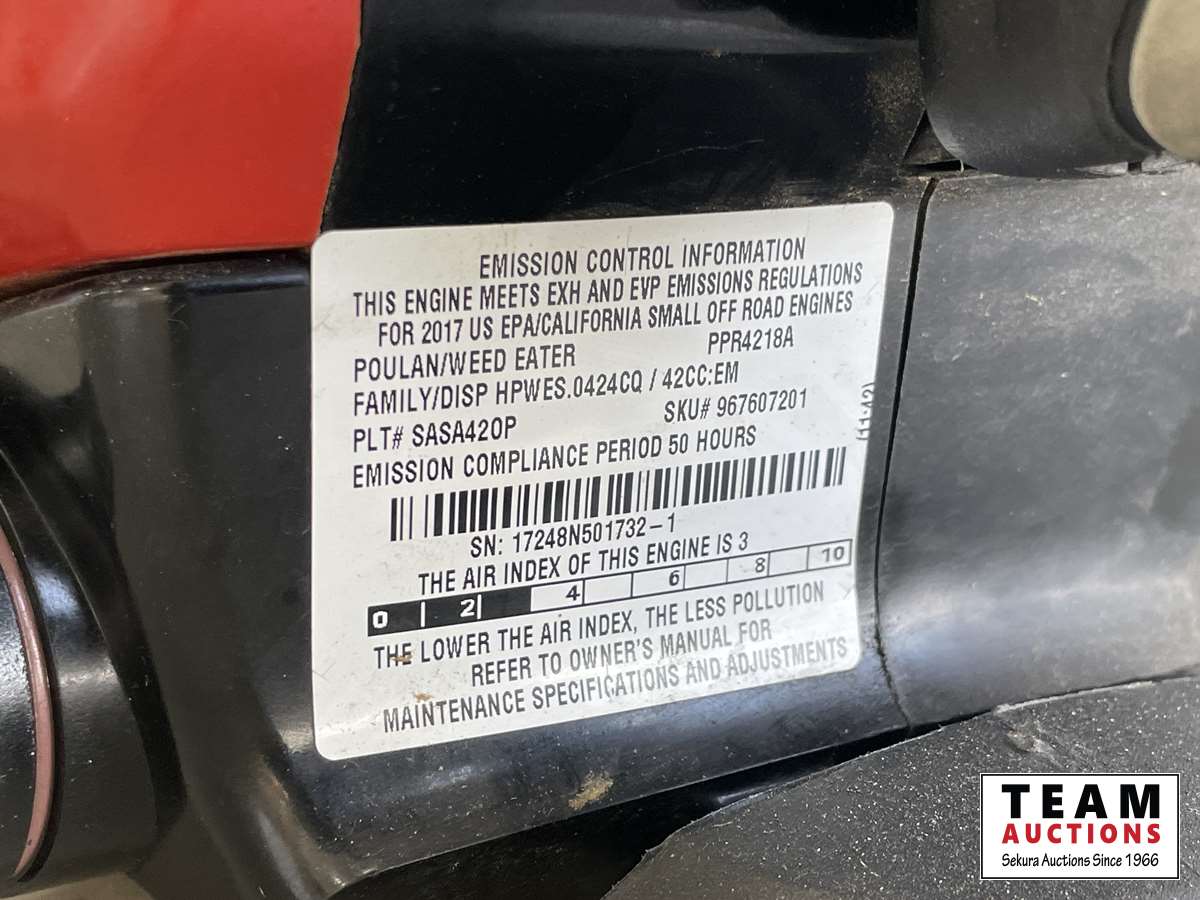 EMISSION CONTROL INFORMATION
THIS ENGINE MEETS EXH AND EVP EMISSIONS REGULATIONS
FOR 2017 US EPA/CALIFORNIA SMALL OFF ROAD ENGINES
POULAN/WEED EATER PPR4218A
FAMILY/DISP HPWES.0424CQ / 42CC:EM
PLT# SASA420P SKU# 967607201
EMISSION COMPLIANCE PERIOD 50 HOURS
(11:42)
SN: 17248N501732-1
THE AIR INDEX OF THIS ENGINE IS 3
0 2 4 6 8 10
THE LOWER THE AIR INDEX, THE LESS POLLUTION
REFER TO OWNER'S MANUAL FOR
MAINTENANCE SPECIFICATIONS AND ADJUSTMENTS
TEAM
AUCTIONS
Sekura Auctions Since 1966